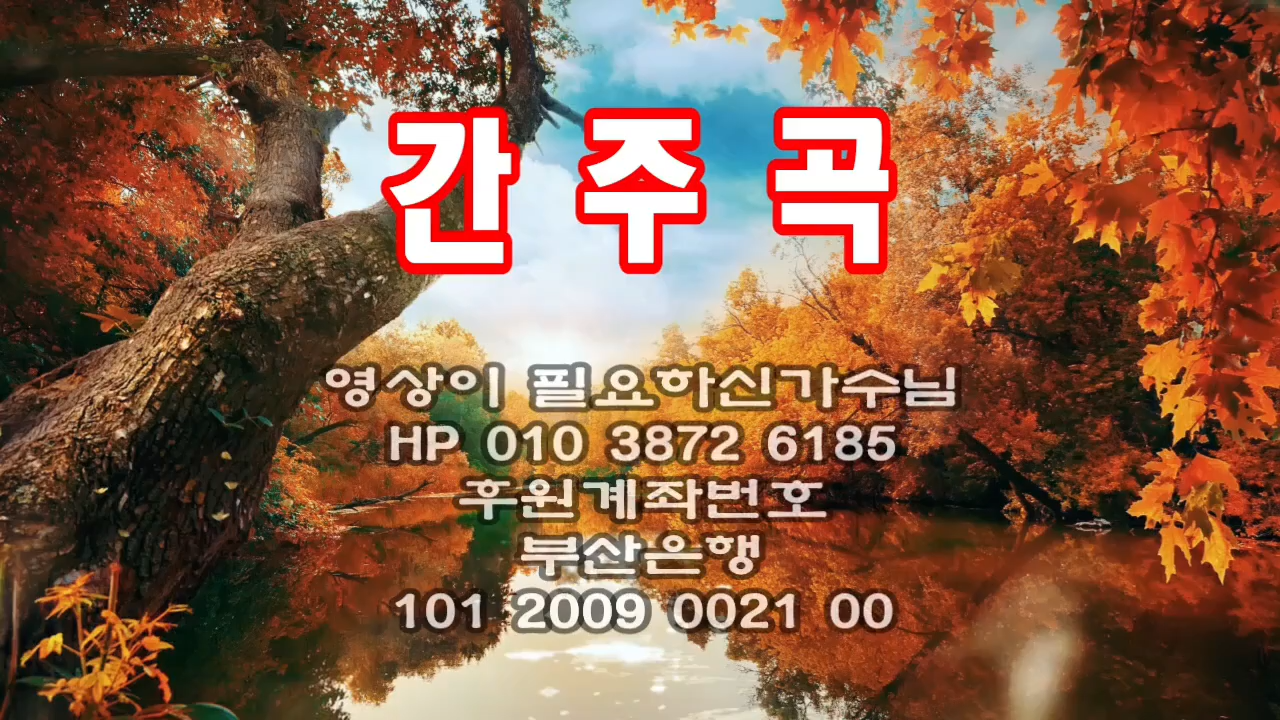 간 주 곡
영상이 필요하신가수님
HP 010 3872 6185
후원계좌번호
부산은행
101 2009 0021 00